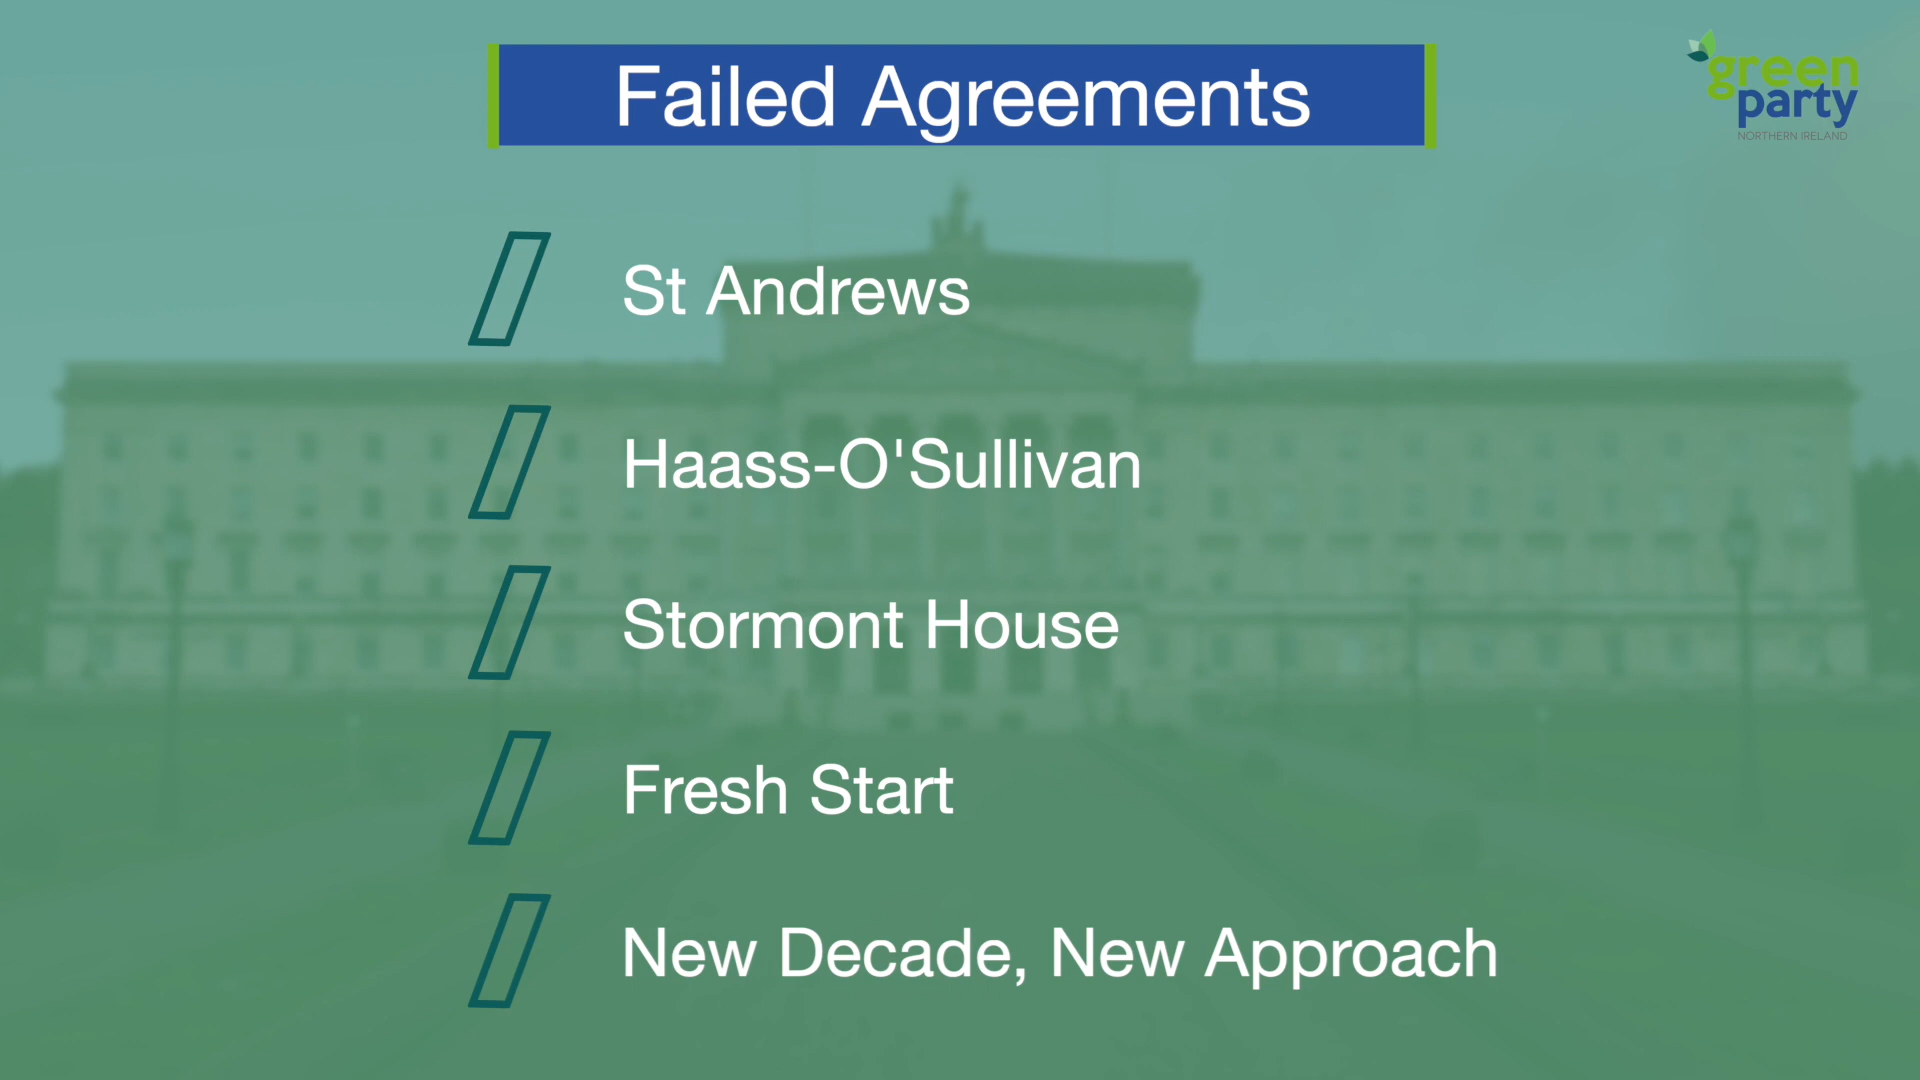 Failed Agreements
green
party
NORTHERN IRELAND
St Andrews
Haass-O'Sullivan
Stormont House
Fresh Start
New Decade, New Approach